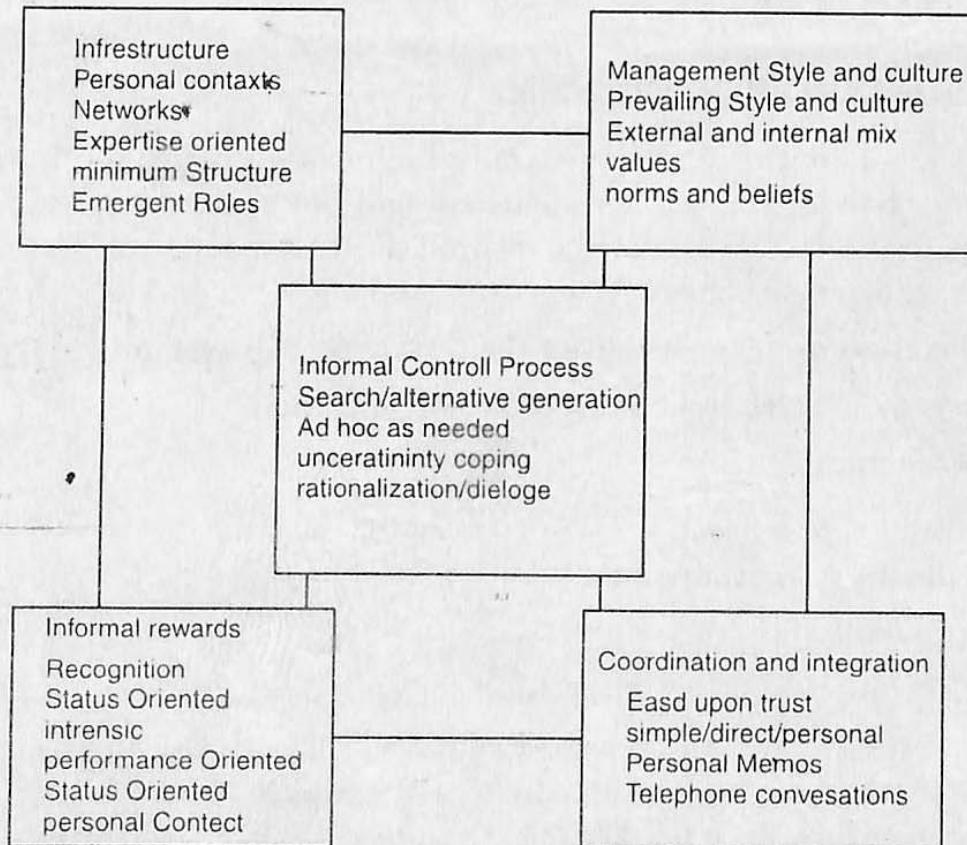 Infrestructure
Personal contaxts
Networks
Expertise oriented
minimum Structure
Emergent Roles
Management Style and culture
Prevailing Style and culture
External and internal mix
values
norms and beliefs
Informal Controll Process
Search/alternative generation
Ad hoc as needed
unceratininty coping
rationalization/dieloge
Informal rewards
Recognition
Status Oriented
intrensic
performance Oriented
Status Oriented
personal Contect
Coordination and integration
Easd upon trust
simple/direct/personal
Personal Memos
Telephone convesations